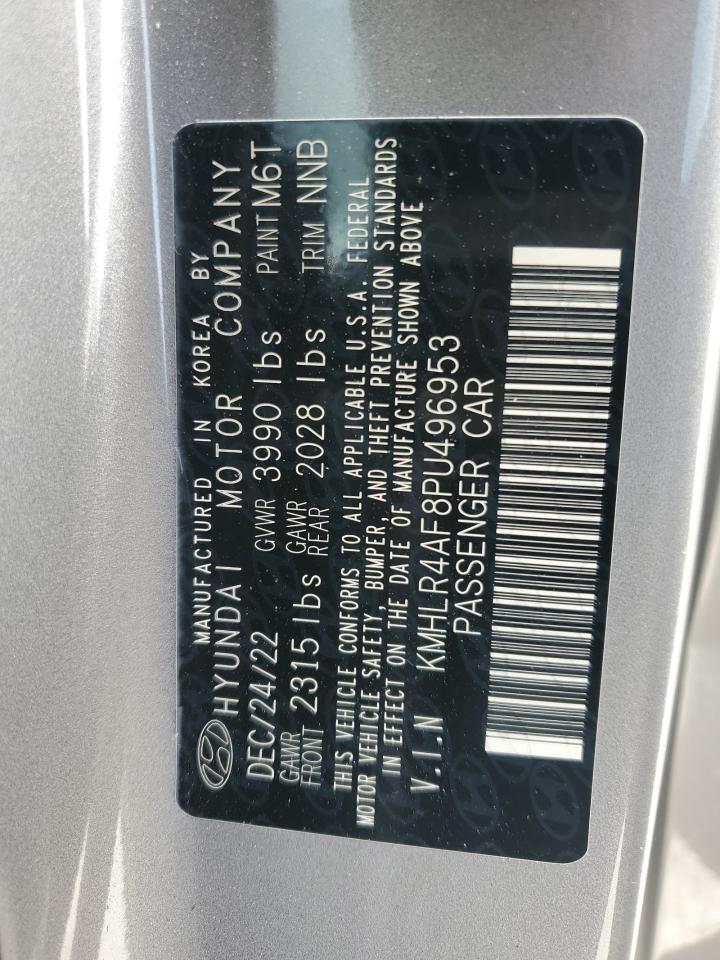 MANUFACTURED IN KOREA BY
HYUNDAI MOTOR COMPANY
DEC/24/22 GVWR 3990 lbs PAINT M6T
GAWR FRONT 2315 lbs GAWR REAR 2028 lbs TRIM NNB
THIS VEHICLE CONFORMS TO ALL APPLICABLE U.S.A. FEDERAL
MOTOR VEHICLE SAFETY, BUMPER, AND THEFT PREVENTION STANDARDS
IN EFFECT ON THE DATE OF MANUFACTURE SHOWN ABOVE
V.I.N KMHLR4AF8PU496953
PASSENGER CAR